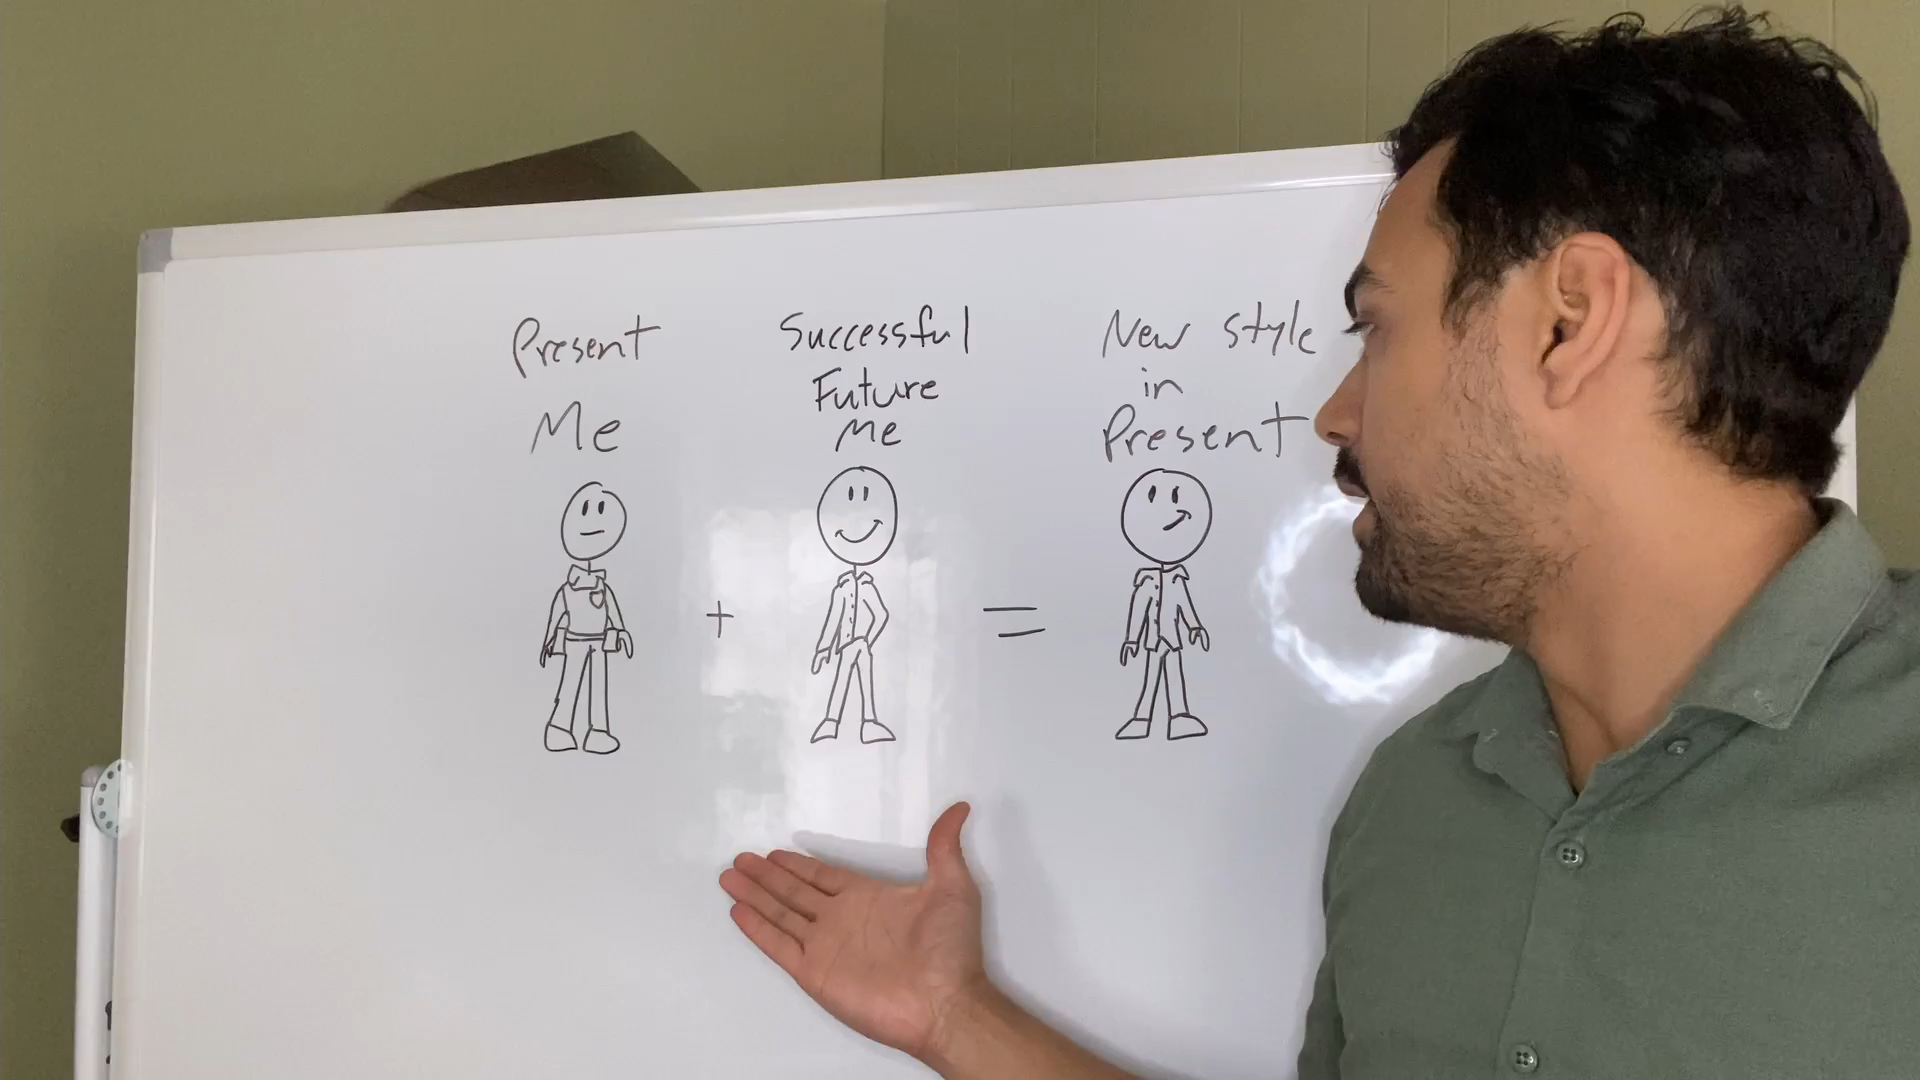 Present
Me
Successful
Future
Me
New Style
in
Present
+
=